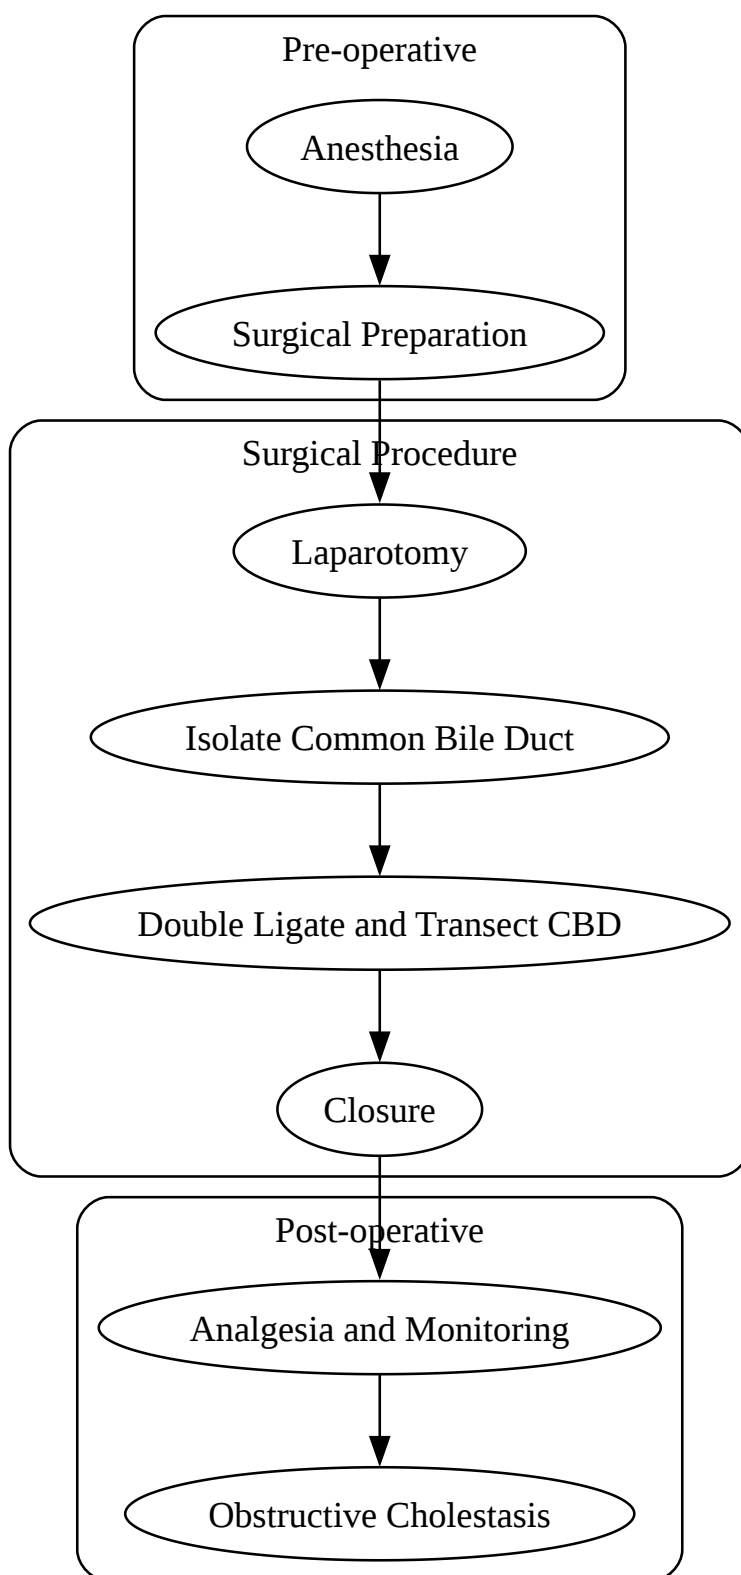 Pre-operative
Anesthesia
Surgical Preparation
Surgical Procedure
Laparotomy
Isolate Common Bile Duct
Double Ligate and Transect CBD
Closure
Post-operative
Analgesia and Monitoring
Obstructive Cholestasis